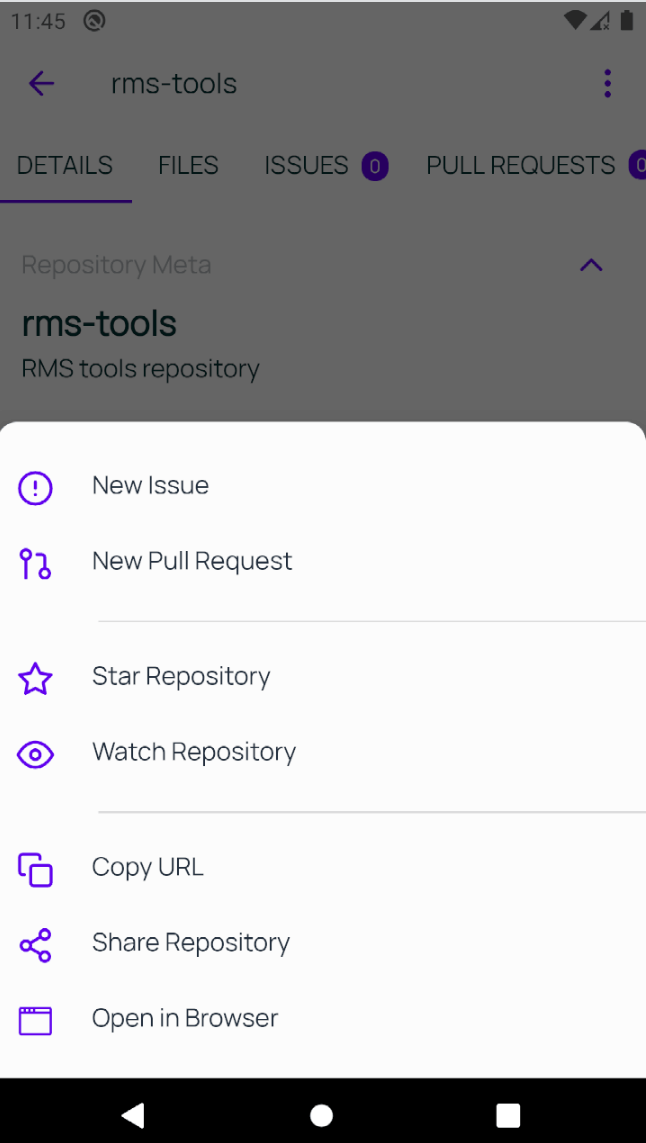 11:45
rms-tools
DETAILS FILES ISSUES 0 PULL REQUESTS 0
Repository Meta
rms-tools
RMS tools repository
New Issue
New Pull Request
Star Repository
Watch Repository
Copy URL
Share Repository
Open in Browser